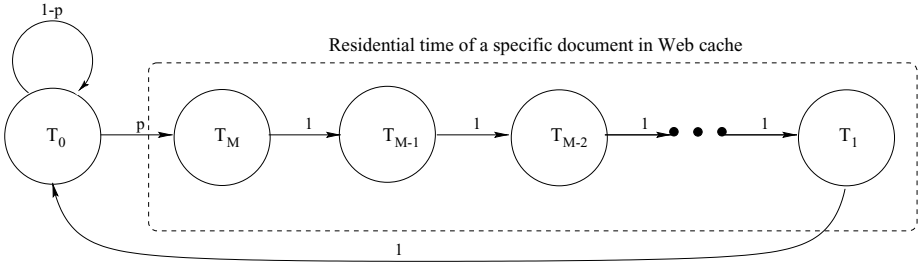 1-p
Residential time of a specific document in Web cache
T0 p TM 1 TM-1 1 TM-2 1 1 T1
1